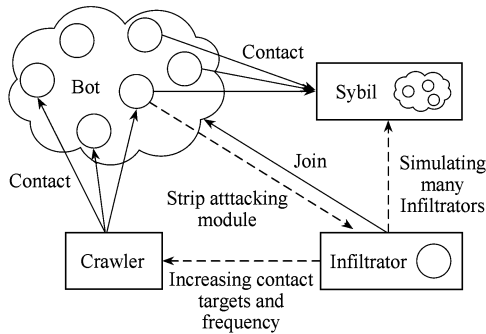 Contact
Bot
Sybil
Contact
Join
Simulating
many
Infiltrators
Strip atttacking
module
Crawler
Infiltrator
Increasing contact
targets and
frequency